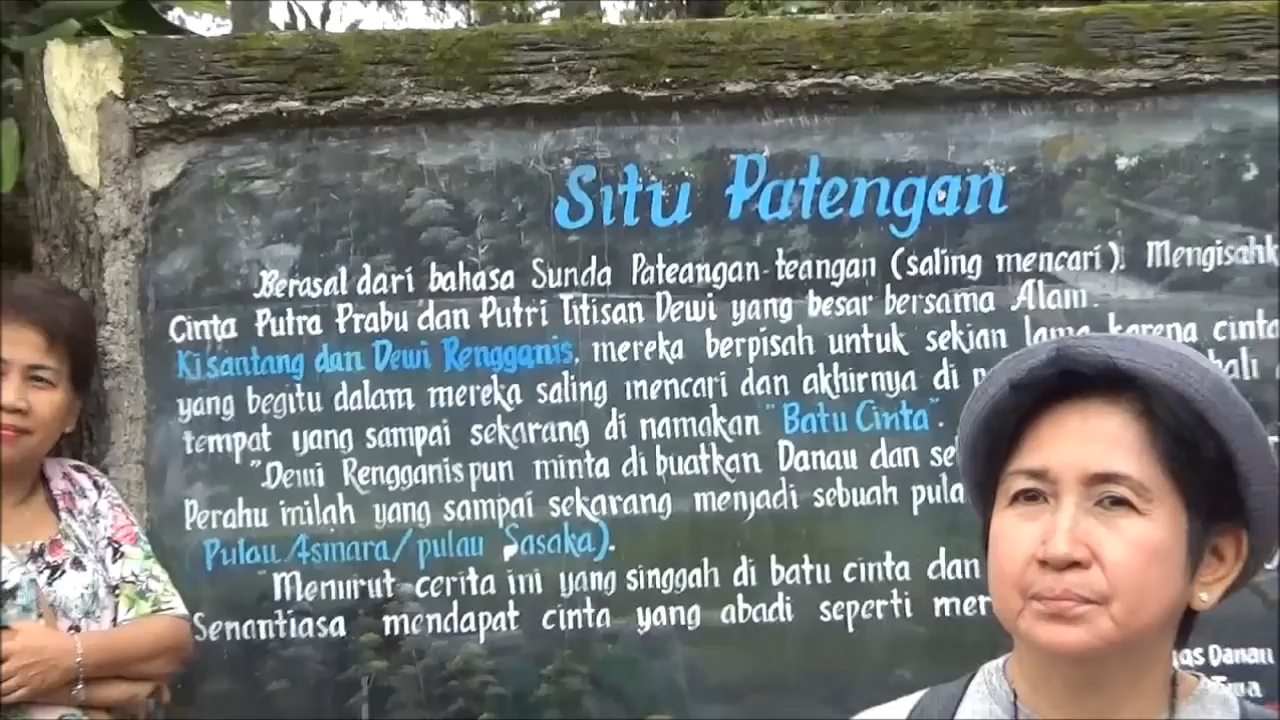 Situ Patengan
Berasal dari bahasa Sunda Pateangan-teangan (saling mencari). Mengisahk
Cinta Putra Prabu dan Putri Titisan Dewi yang besar bersama Alam.
Ki Santang dan Dewi Rengganis, mereka berpisah untuk sekian lama karena cinta
yang begitu dalam mereka saling mencari dan akhirnya di
tempat yang sampai sekarang di namakan "Batu Cinta".
"Dewi Rengganis pun minta di buatkan Danau dan
Perahu inilah yang sampai sekarang menjadi sebuah pula
Pulau Asmara/pulau Sasaka).
"Menurut cerita ini yang singgah di batu cinta dan
Senantiasa mendapat cinta yang abadi seperti mer
Danau